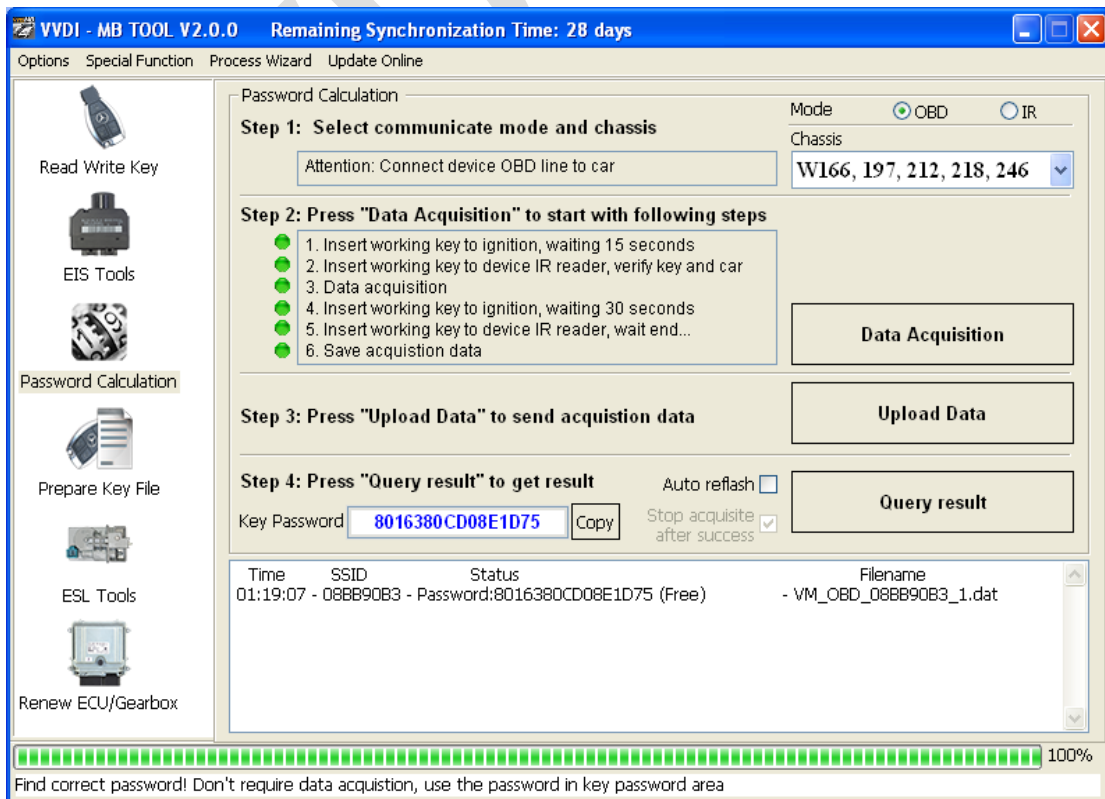 VVDI - MB TOOL V2.0.0 Remaining Synchronization Time: 28 days
Options Special Function Process Wizard Update Online
Read Write Key
EIS Tools
Password Calculation
Prepare Key File
ESL Tools
Renew ECU/Gearbox
Password Calculation
Mode OBD IR
Step 1: Select communicate mode and chassis
Chassis
Attention: Connect device OBD line to car
W166, 197, 212, 218, 246
Step 2: Press "Data Acquisition" to start with following steps
1. Insert working key to ignition, waiting 15 seconds
2. Insert working key to device IR reader, verify key and car
3. Data acquisition
4. Insert working key to ignition, waiting 30 seconds
5. Insert working key to device IR reader, wait end...
6. Save acquistion data
Data Acquisition
Step 3: Press "Upload Data" to send acquistion data
Upload Data
Step 4: Press "Query result" to get result
Auto reflash
Query result
Key Password 8016380CD08E1D75 Copy
Stop acquisite
after success
Time SSID Status Filename
01:19:07 - 08BB90B3 - Password:8016380CD08E1D75 (Free) - VM_OBD_08BB90B3_1.dat
100%
Find correct password! Don't require data acquistion, use the password in key password area